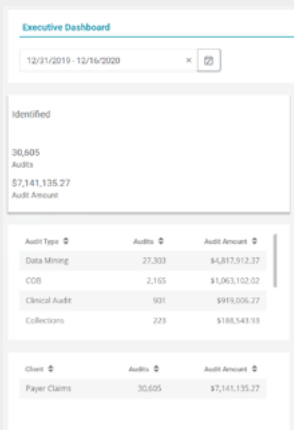 Executive Dashboard
12/31/2019 - 12/16/2020 ×
Identified
30,605
Audits
$7,141,135.27
Audit Amount
Audit Type Audits Audit Amount
Data Mining 27,303 $4,817,912.37
COB 2,165 $1,063,102.02
Clinical Audit 901 $919,006.27
Collections 223 $188,543.93
Client Audits Audit Amount
Payer Claims 30,605 $7,141,135.27